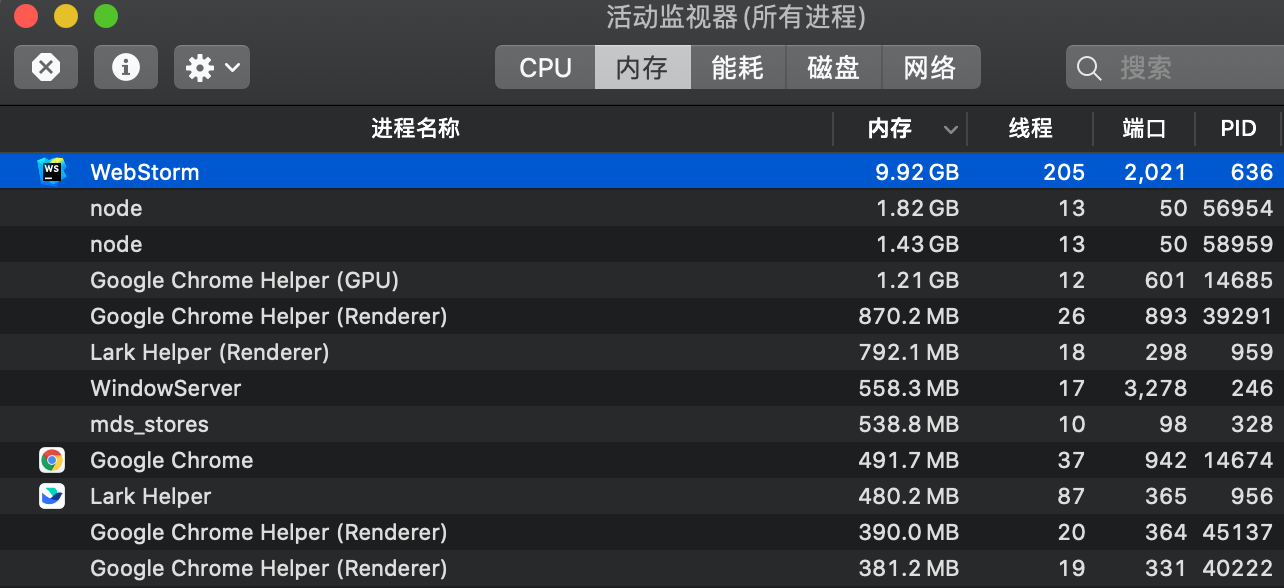 活动监视器 (所有进程)
CPU 内存 能耗 磁盘 网络 搜索
进程名称 内存 线程 端口 PID
WS WebStorm 9.92 GB 205 2,021 636
node 1.82 GB 13 50 56954
node 1.43 GB 13 50 58959
Google Chrome Helper (GPU) 1.21 GB 12 601 14685
Google Chrome Helper (Renderer) 870.2 MB 26 893 39291
Lark Helper (Renderer) 792.1 MB 18 298 959
WindowServer 558.3 MB 17 3,278 246
mds_stores 538.8 MB 10 98 328
Google Chrome 491.7 MB 37 942 14674
Lark Helper 480.2 MB 87 365 956
Google Chrome Helper (Renderer) 390.0 MB 20 364 45137
Google Chrome Helper (Renderer) 381.2 MB 19 331 40222